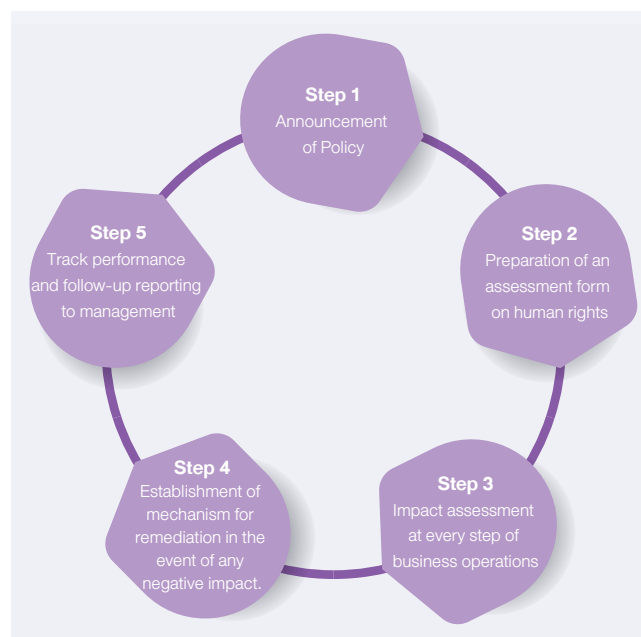 Step 1
Announcement
of Policy
Step 2
Preparation of an
assessment form
on human rights
Step 3
Impact assessment
at every step of
business operations
Step 4
Establishment of
mechanism for
remediation in the
event of any
negative impact.
Step 5
Track performance
and follow-up reporting
to management